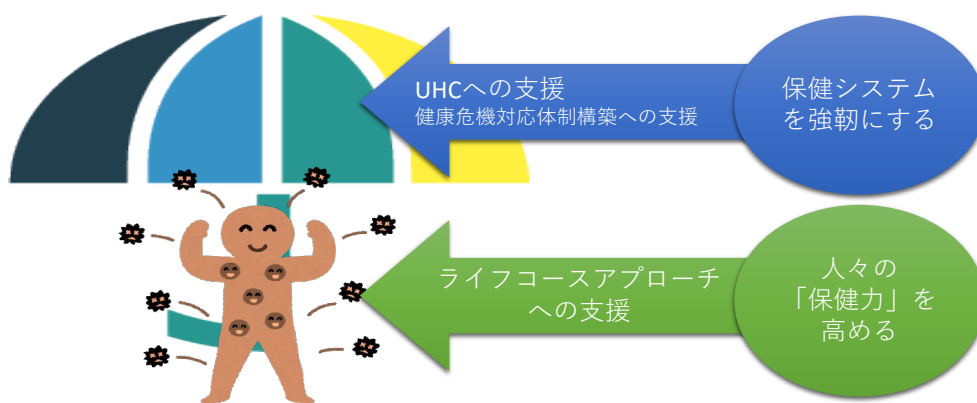 UHCへの支援
健康危機対応体制構築への支援
保健システム
を強靭にする
ライフコースアプローチ
への支援
人々の
「保健力」を
高める